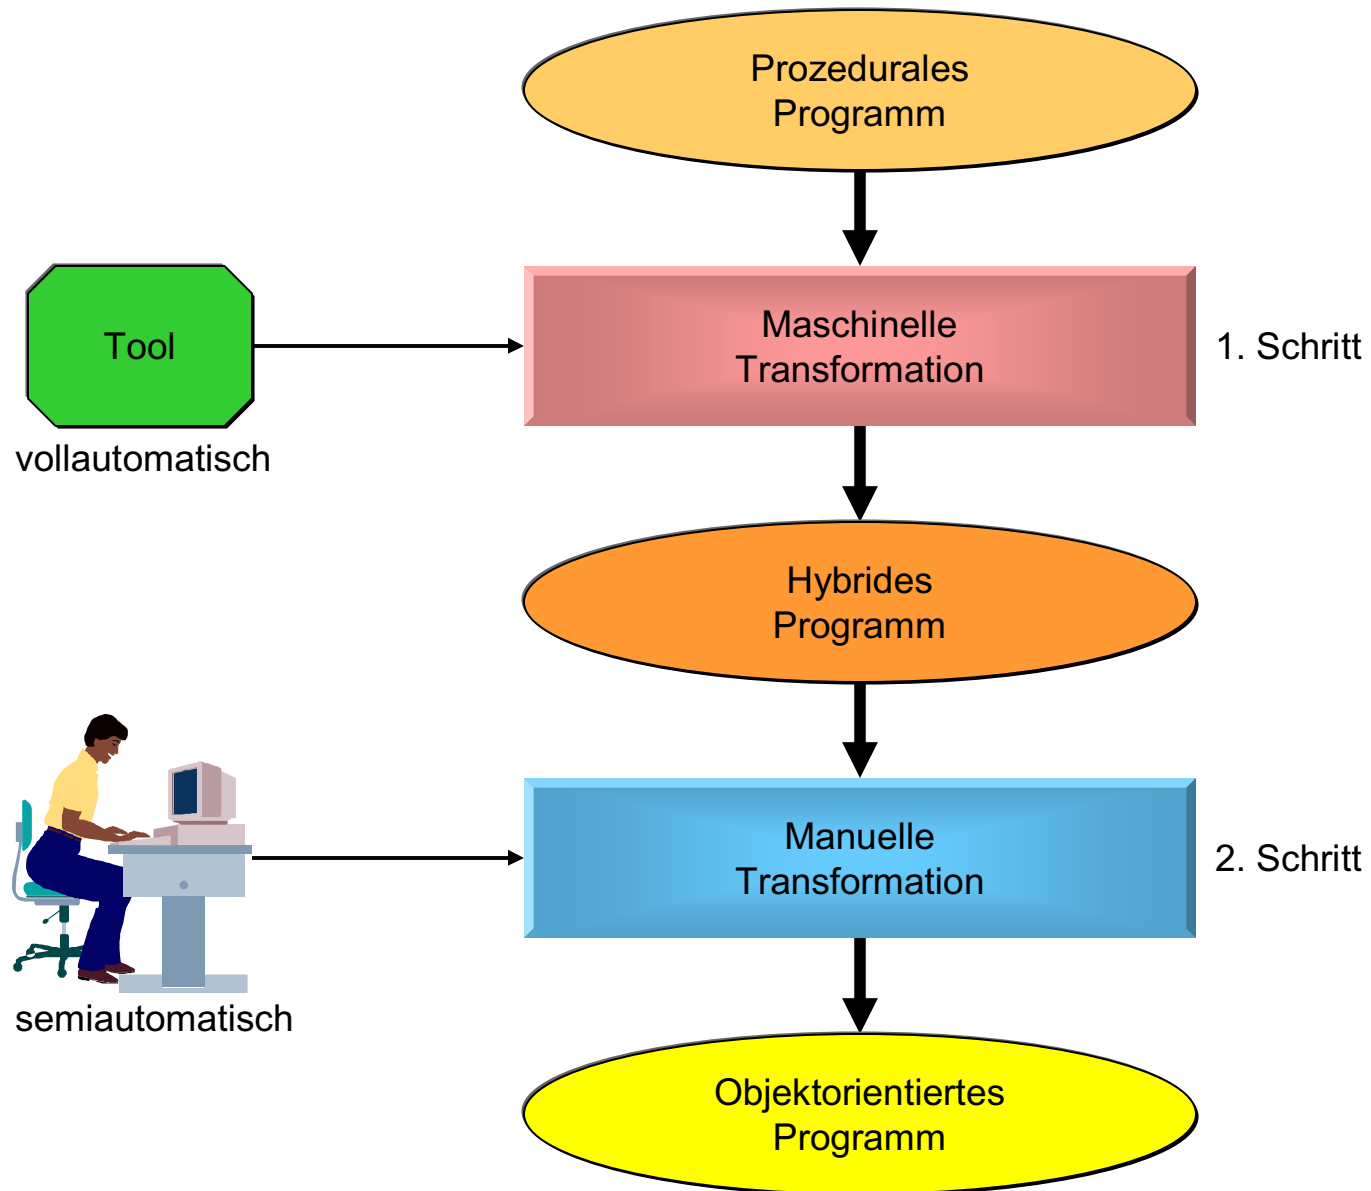 Prozedurales
Programm
Tool
Maschinelle
Transformation
1. Schritt
vollautomatisch
Hybrides
Programm
Manuelle
Transformation
2. Schritt
semiautomatisch
Objektorientiertes
Programm